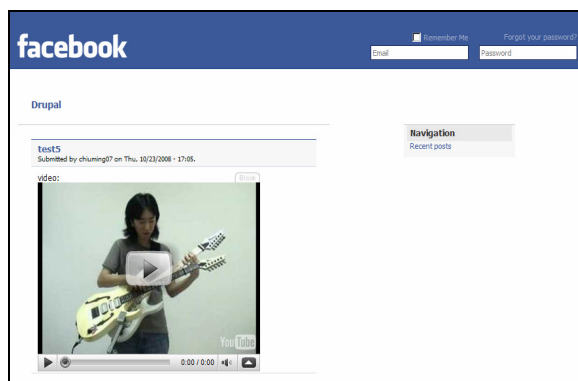 facebook
Remember Me
Forgot your password?
Email
Password
Drupal
test5
Submitted by chiuming07 on Thu, 10/23/2008 - 17:05.
Navigation
Recent posts
video:
YouTube
0:00 / 0:00